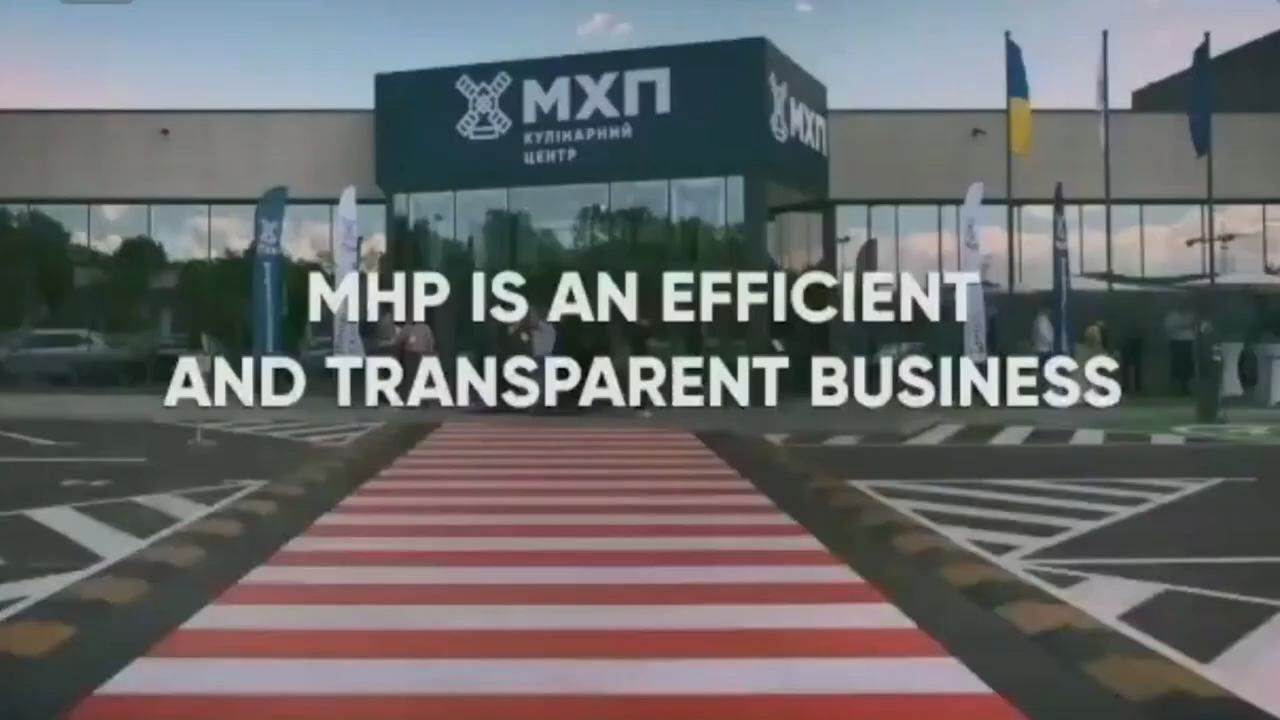 МХП
КУЛІНАРНИЙ
ЦЕНТР
МХП
MHP IS AN EFFICIENT
AND TRANSPARENT BUSINESS